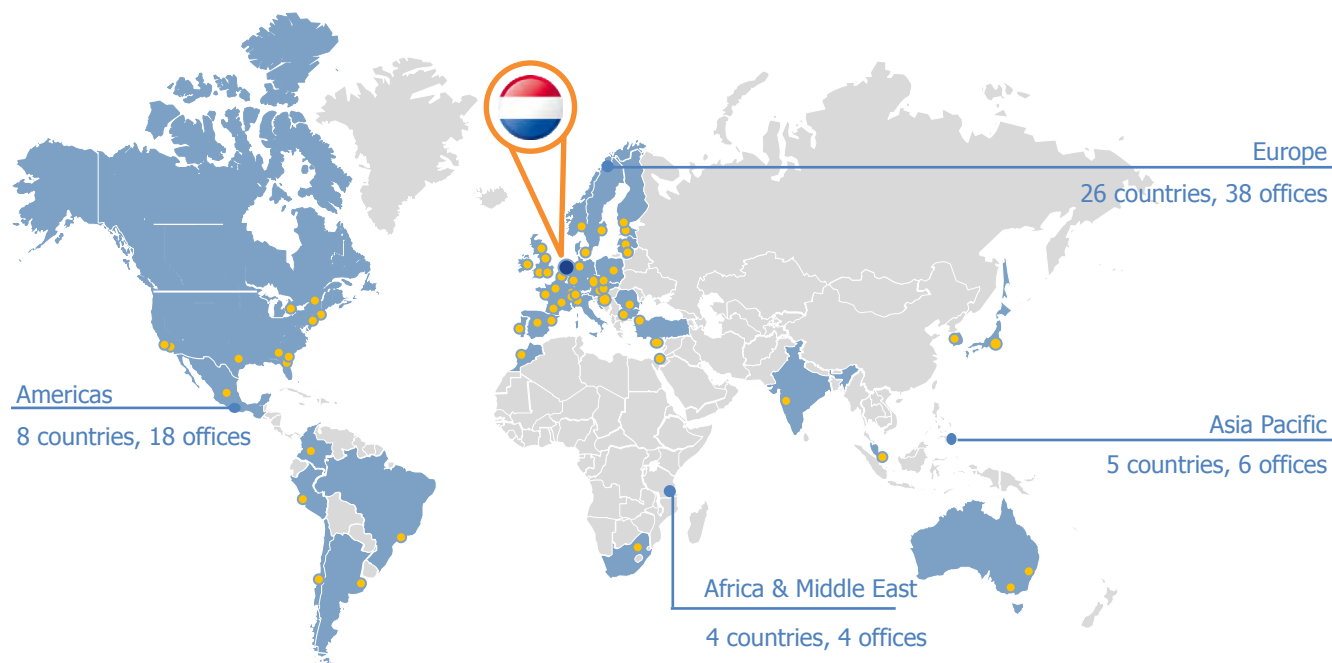 Europe
26 countries, 38 offices
Americas
8 countries, 18 offices
Asia Pacific
5 countries, 6 offices
Africa & Middle East
4 countries, 4 offices